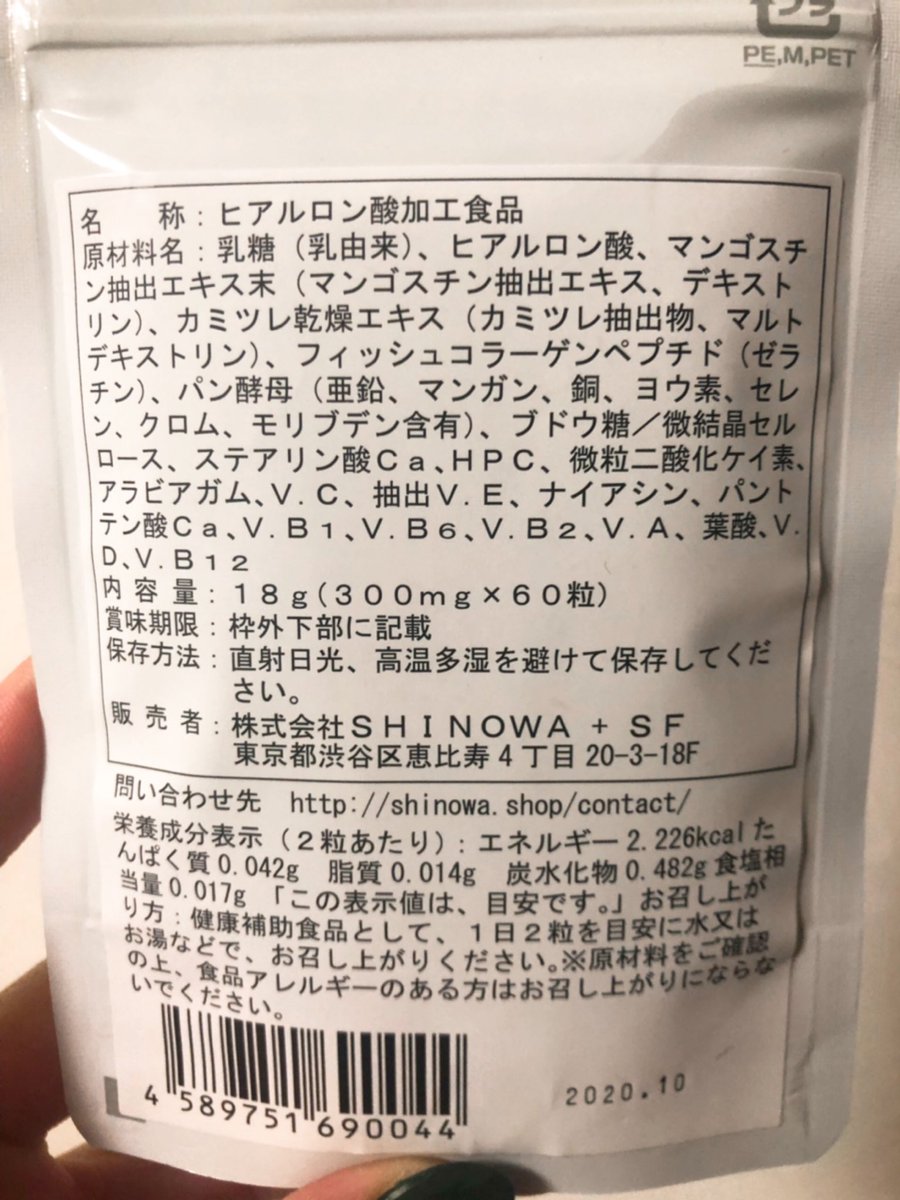 プラ
PE,M,PET
名　　称：ヒアルロン酸加工食品
原材料名：乳糖（乳由来）、ヒアルロン酸、マンゴスチ
ン抽出エキス末（マンゴスチン抽出エキス、デキスト
リン）、カミツレ乾燥エキス（カミツレ抽出物、マルト
デキストリン）、フィッシュコラーゲンペプチド（ゼラ
チン）、パン酵母（亜鉛、マンガン、銅、ヨウ素、セレ
ン、クロム、モリブデン含有）、ブドウ糖／微結晶セル
ロース、ステアリン酸Ｃａ、ＨＰＣ、微粒二酸化ケイ素、
アラビアガム、Ｖ.Ｃ、抽出Ｖ.Ｅ、ナイアシン、パント
テン酸Ｃａ、Ｖ.Ｂ１、Ｖ.Ｂ６、Ｖ.Ｂ２、Ｖ.Ａ、葉酸、Ｖ.
Ｄ、Ｖ.Ｂ１２
内 容 量：１８ｇ（３００ｍｇ×６０粒）
賞味期限：枠外下部に記載
保存方法：直射日光、高温多湿を避けて保存してくだ
さい。
販 売 者：株式会社ＳＨＩＮＯＷＡ ＋ ＳＦ
東京都渋谷区恵比寿４丁目20-3-18F
問い合わせ先　http://shinowa.shop/contact/
栄養成分表示（２粒あたり）：エネルギー2.226kcalた
んぱく質0.042g　脂質0.014g　炭水化物0.482g食塩相
当量0.017g　「この表示値は、目安です。」お召し上が
り方：健康補助食品として、１日２粒を目安に水又は
お湯などで、お召し上がりください。※原材料をご確認
の上、食品アレルギーのある方はお召し上がりにならな
いでください。
4 589751 690044
2020.10